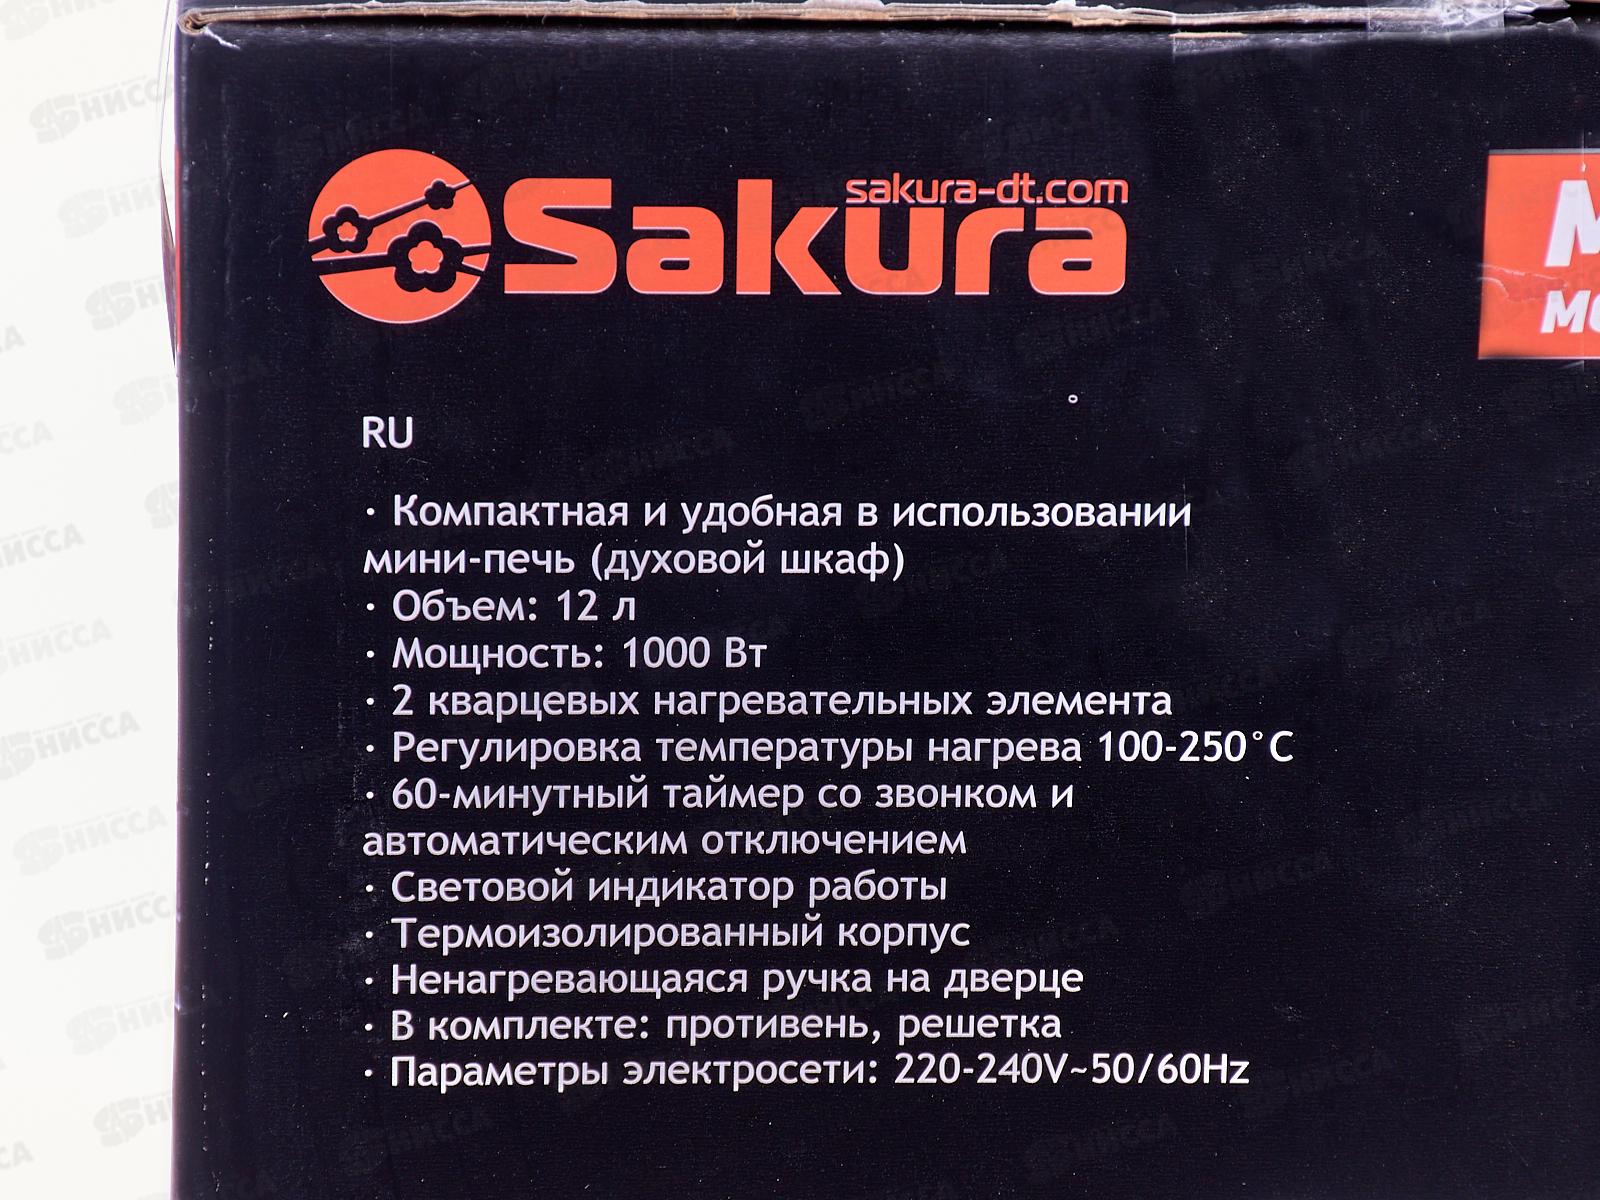 sakura-dt.com
Sakura
RU
· Компактная и удобная в использовании
мини-печь (духовой шкаф)
· Объем: 12 л
· Мощность: 1000 Вт
· 2 кварцевых нагревательных элемента
· Регулировка температуры нагрева 100-250°C
· 60-минутный таймер со звонком и
автоматическим отключением
· Световой индикатор работы
· Термоизолированный корпус
· Ненагревающаяся ручка на дверце
· В комплекте: противень, решетка
· Параметры электросети: 220-240V~50/60Hz